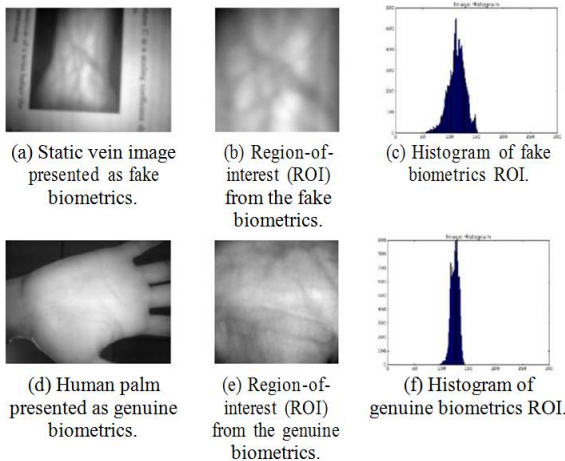 Image Histogram
(a) Static vein image
presented as fake
biometrics.
(b) Region-of-
interest (ROI)
from the fake
biometrics.
(c) Histogram of fake
biometrics ROI.
Image Histogram
(d) Human palm
presented as genuine
biometrics.
(e) Region-of-
interest (ROI)
from the genuine
biometrics.
(f) Histogram of
genuine biometrics ROI.